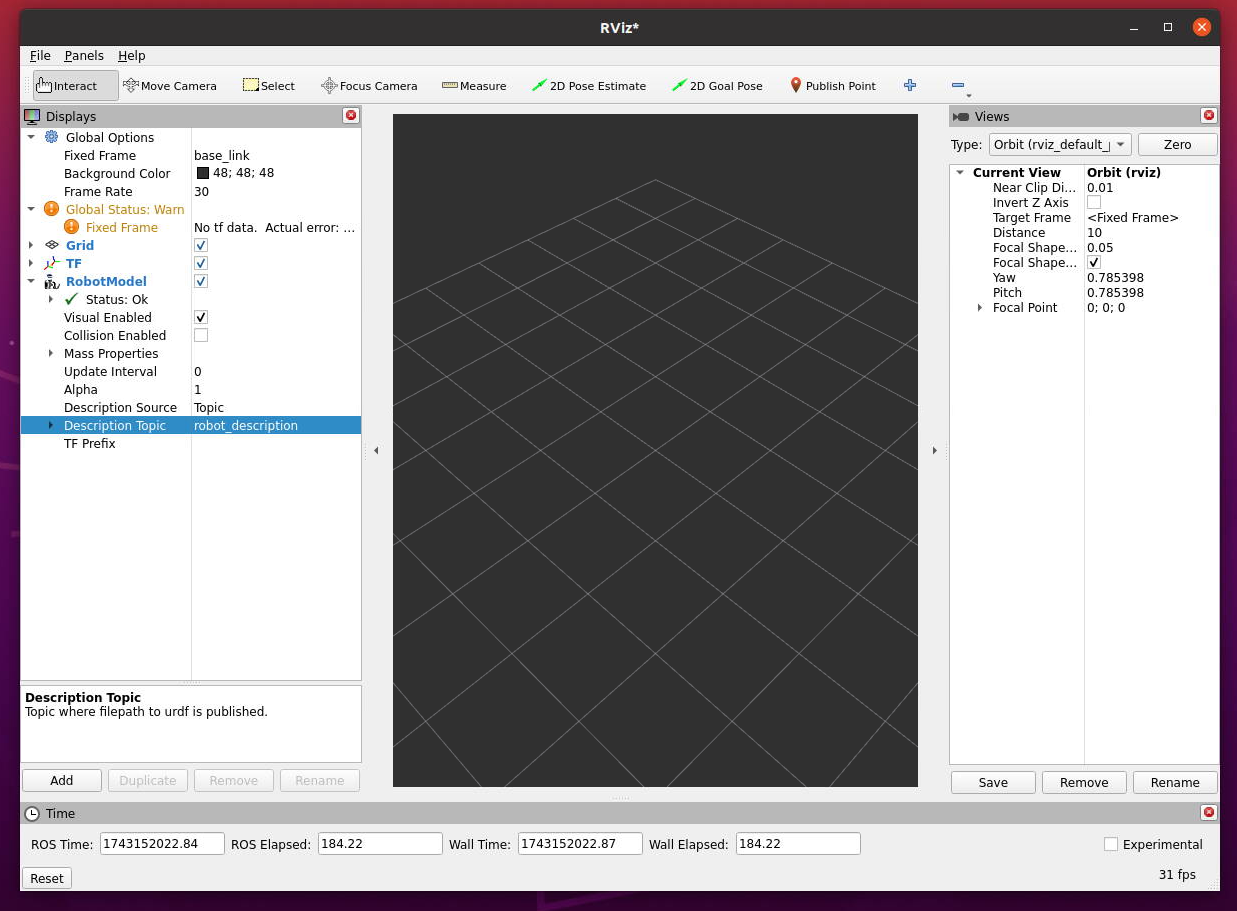 RViz*
File Panels Help
Interact Move Camera Select Focus Camera Measure 2D Pose Estimate 2D Goal Pose Publish Point
Displays
Global Options
Fixed Frame base_link
Background Color 48; 48; 48
Frame Rate 30
Global Status: Warn
Fixed Frame No tf data. Actual error: ...
Grid
TF
RobotModel
Status: Ok
Visual Enabled
Collision Enabled
Mass Properties
Update Interval 0
Alpha 1
Description Source Topic
Description Topic robot_description
TF Prefix
Description Topic
Topic where filepath to urdf is published.
Add Duplicate Remove Rename
Views
Type: Orbit (rviz_default_ Zero
Current View Orbit (rviz)
Near Clip Di... 0.01
Invert Z Axis
Target Frame <Fixed Frame>
Distance 10
Focal Shape... 0.05
Focal Shape...
Yaw 0.785398
Pitch 0.785398
Focal Point 0; 0; 0
Save Remove Rename
Time
ROS Time: 1743152022.84 ROS Elapsed: 184.22 Wall Time: 1743152022.87 Wall Elapsed: 184.22 Experimental
Reset 31 fps